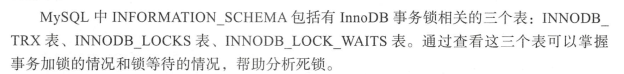 MySQL 中 INFORMATION_SCHEMA 包括有 InnoDB 事务锁相关的三个表：INNODB_
TRX 表、INNODB_LOCKS 表、INNODB_LOCK_WAITS 表。通过查看这三个表可以掌握
事务加锁的情况和锁等待的情况，帮助分析死锁。